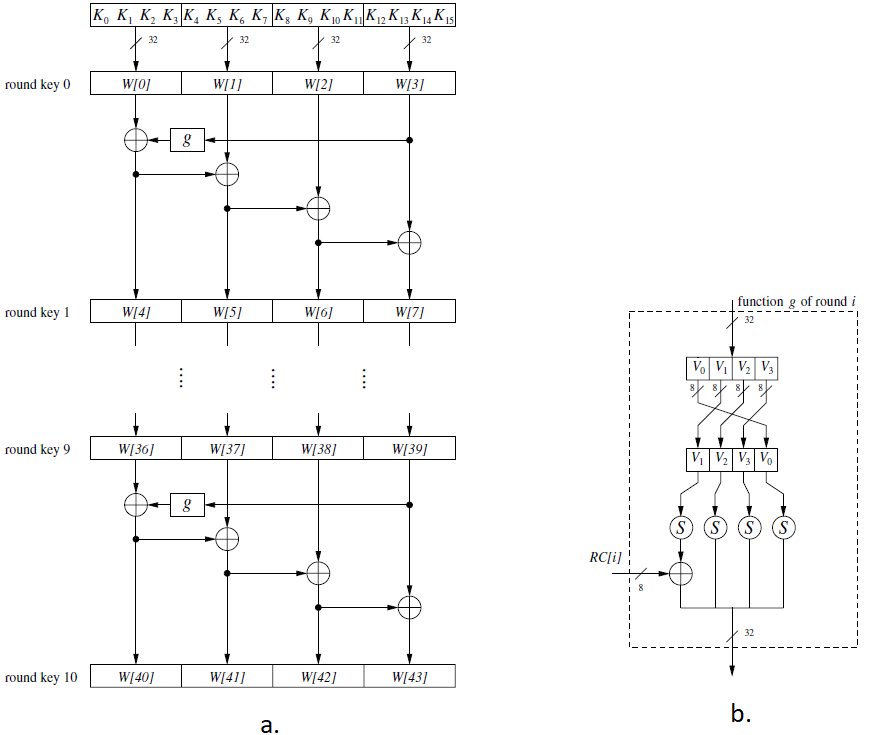 K0 K1 K2 K3 K4 K5 K6 K7 K8 K9 K10 K11 K12 K13 K14 K15
32 32 32 32
round key 0 W[0] W[1] W[2] W[3]
g
round key 1 W[4] W[5] W[6] W[7]
round key 9 W[36] W[37] W[38] W[39]
g
round key 10 W[40] W[41] W[42] W[43]
a.
function g of round i
32
V0 V1 V2 V3
8 8 8 8
V1 V2 V3 V0
S S S S
RC[i]
8
32
b.